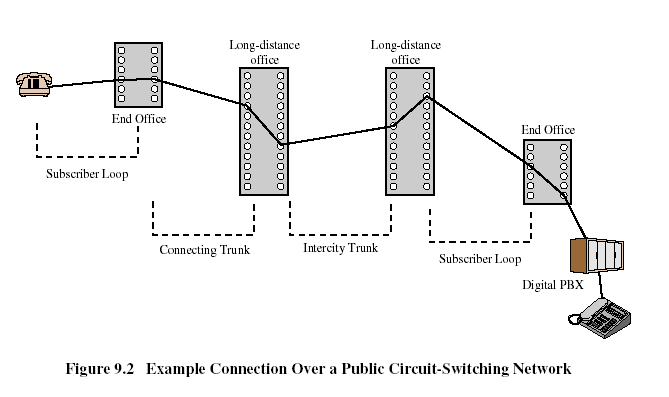 Long-distance
office
Long-distance
office
End Office
End Office
Subscriber Loop
Connecting Trunk
Intercity Trunk
Subscriber Loop
Digital PBX
Figure 9.2 Example Connection Over a Public Circuit-Switching Network